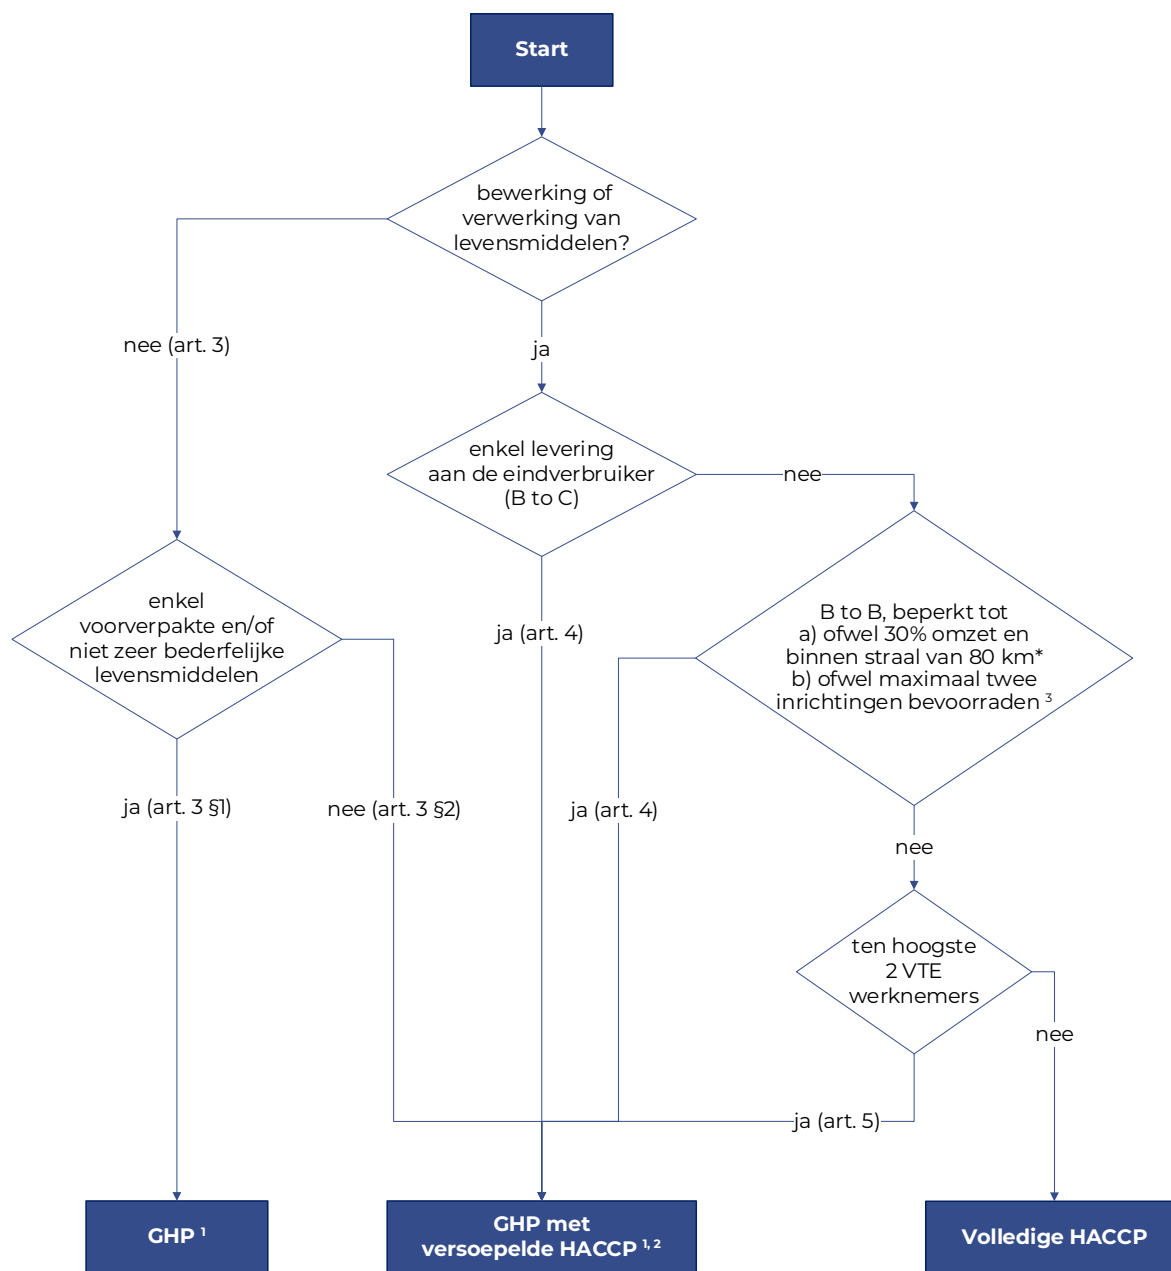 Start
bewerking of
verwerking van
levensmiddelen?
nee (art. 3)
ja
enkel levering
aan de eindverbruiker
(B to C)
nee
enkel
voorverpakte en/of
niet zeer bederfelijke
levensmiddelen
ja (art. 4)
B to B, beperkt tot
a) ofwel 30% omzet en
binnen straal van 80 km*
b) ofwel maximaal twee
inrichtingen bevoorraden ³
ja (art. 3 §1)
nee (art. 3 §2)
ja (art. 4)
nee
ten hoogste
2 VTE
werknemers
nee
ja (art. 5)
GHP ¹
GHP met
versoepelde HACCP ¹, ²
Volledige HACCP